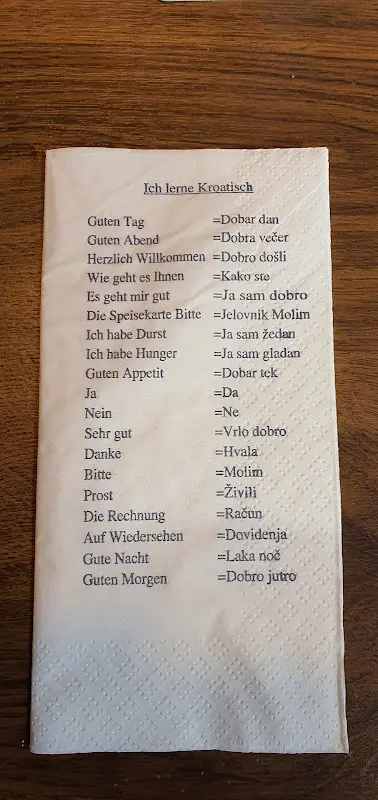 Ich lerne Kroatisch
Guten Tag =Dobar dan
Guten Abend =Dobra večer
Herzlich Willkommen =Dobro došli
Wie geht es Ihnen =Kako ste
Es geht mir gut =Ja sam dobro
Die Speisekarte Bitte =Jelovnik Molim
Ich habe Durst =Ja sam žedan
Ich habe Hunger =Ja sam gladan
Guten Appetit =Dobar tek
Ja =Da
Nein =Ne
Sehr gut =Vrlo dobro
Danke =Hvala
Bitte =Molim
Prost =Živili
Die Rechnung =Račun
Auf Wiedersehen =Dovidenja
Gute Nacht =Laka noč
Guten Morgen =Dobro jutro